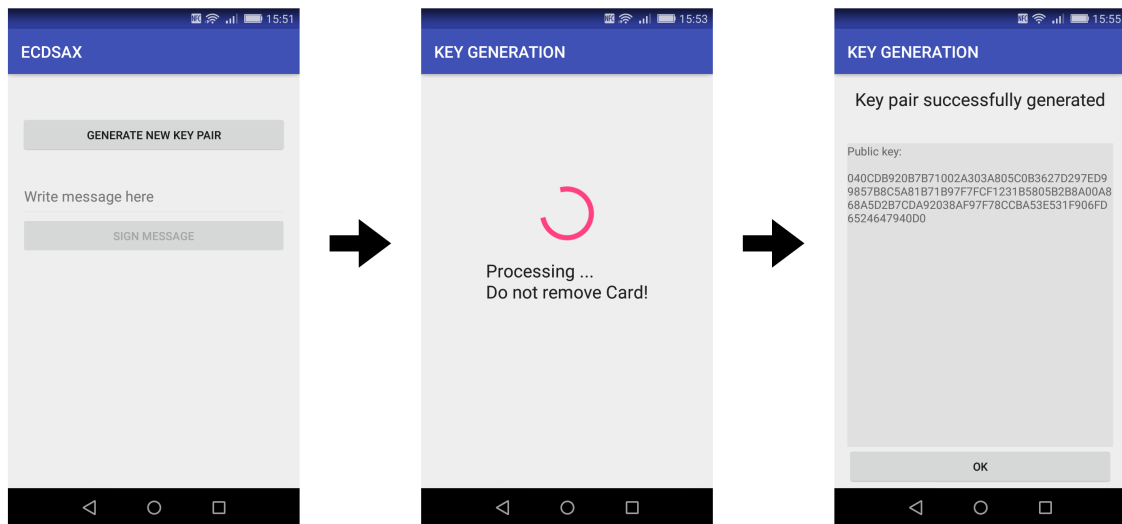 15:51
ECDSAX
GENERATE NEW KEY PAIR
Write message here
SIGN MESSAGE
15:53
KEY GENERATION
Processing ...
Do not remove Card!
15:55
KEY GENERATION
Key pair successfully generated
Public key:
040CDB920B7B71002A303A805C0B3627D297ED9
9857B8C5A81B71B97F7FCF1231B5805B2B8A00A8
68A5D2B7CDA92038AF97F78CCBA53E531F906FD
6524647940D0
OK